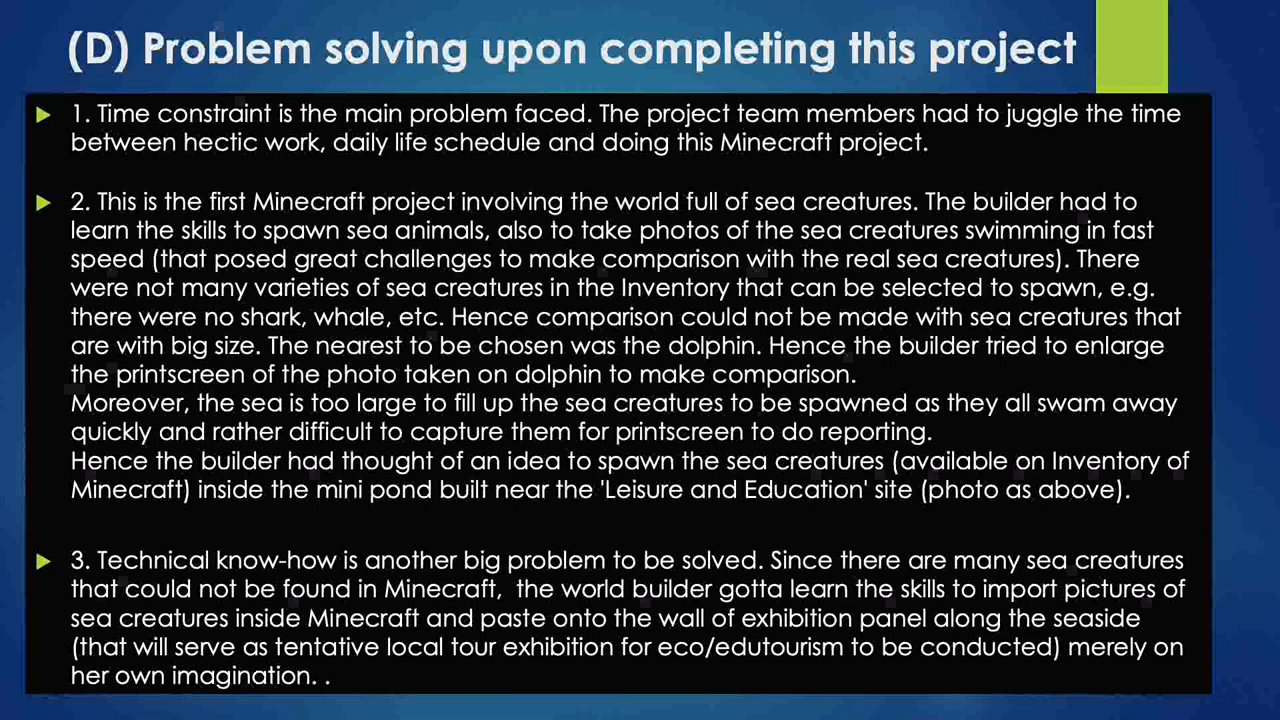 (D) Problem solving upon completing this project
1. Time constraint is the main problem faced. The project team members had to juggle the time
between hectic work, daily life schedule and doing this Minecraft project.
2. This is the first Minecraft project involving the world full of sea creatures. The builder had to
learn the skills to spawn sea animals, also to take photos of the sea creatures swimming in fast
speed (that posed great challenges to make comparison with the real sea creatures). There
were not many varieties of sea creatures in the Inventory that can be selected to spawn, e.g.
there were no shark, whale, etc. Hence comparison could not be made with sea creatures that
are with big size. The nearest to be chosen was the dolphin. Hence the builder tried to enlarge
the printscreen of the photo taken on dolphin to make comparison.
Moreover, the sea is too large to fill up the sea creatures to be spawned as they all swam away
quickly and rather difficult to capture them for printscreen to do reporting.
Hence the builder had thought of an idea to spawn the sea creatures (available on Inventory of
Minecraft) inside the mini pond built near the 'Leisure and Education' site (photo as above).
3. Technical know-how is another big problem to be solved. Since there are many sea creatures
that could not be found in Minecraft,  the world builder gotta learn the skills to import pictures of
sea creatures inside Minecraft and paste onto the wall of exhibition panel along the seaside
(that will serve as tentative local tour exhibition for eco/edutourism to be conducted) merely on
her own imagination. .